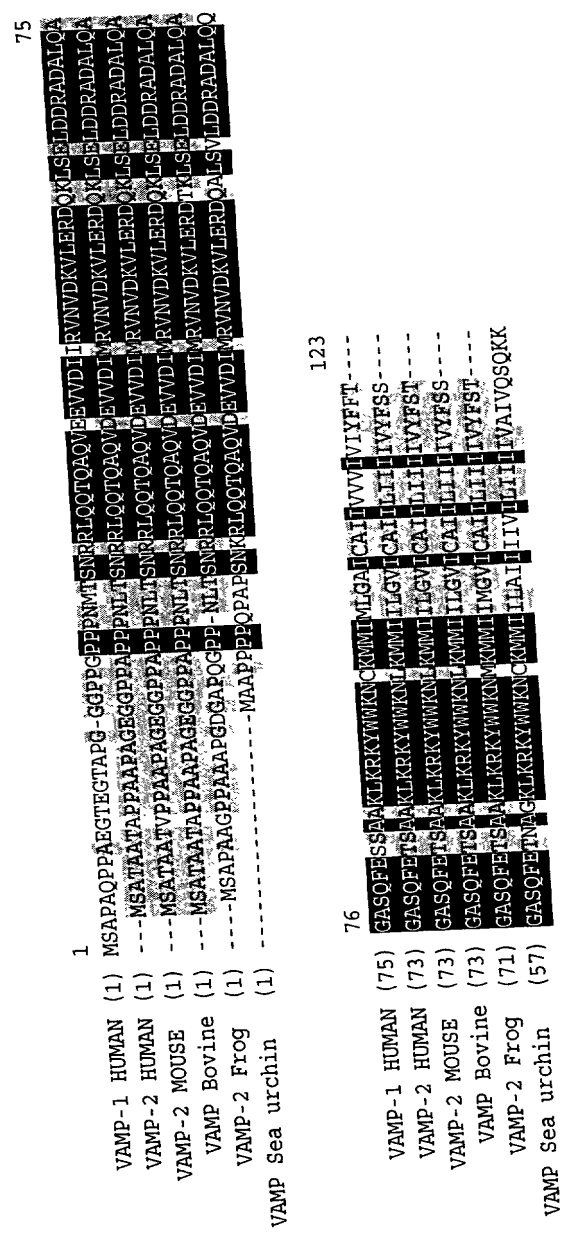 1 75
VAMP-1 HUMAN (1) MSAPAQPPAEGTEGTAPG-GGPPGPPPNMTSNRRLQQTQAQVEEVVDIIRVNVDKVLERDQKLSELDDRADALQA
VAMP-2 HUMAN (1) ---MSATAATAPPAAPAGEGGPPAPPPNLTSNRRLQQTQAQVDEVVDIMRVNVDKVLERDQKLSELDDRADALQA
VAMP-2 MOUSE (1) ---MSATAATVPPAAPAGEGGPPAPPPNLTSNRRLQQTQAQVDEVVDIMRVNVDKVLERDQKLSELDDRADALQA
VAMP Bovine (1) ---MSATAATAPPAAPAGEGGPPAPPPNLTSNRRLQQTQAQVDEVVDIMRVNVDKVLERDQKLSELDDRADALQA
VAMP-2 Frog (1) ----MSAPAAGPPAAAPGDGAPQGPP-NLTSNRRLQQTQAQVDEVVDIMRVNVDKVLERDTKLSELDDRADALQA
VAMP Sea urchin (1) -------------------MAAPPPPQPAPSNKRLQQTQAQVDEVVDIMRVNVDKVLERDQALSVLDDRADALQQ
76 123
VAMP-1 HUMAN (75) GASQFESSAAKLKRKYWWKNCKMMIMLGAICAIIVVVIVIYFFT----
VAMP-2 HUMAN (73) GASQFETSAAKLKRKYWWKNLKMMIILGVICAIILIIIIVYFSS----
VAMP-2 MOUSE (73) GASQFETSAAKLKRKYWWKNLKMMIILGVICAIILIIIIVYFST----
VAMP Bovine (73) GASQFETSAAKLKRKYWWKNLKMMIILGVICAIILIIIIVYFSS----
VAMP-2 Frog (71) GASQFETSAAKLKRKYWWKNMKMMIIMGVICAIILIIIIVYFST----
VAMP Sea urchin (57) GASQFETNAGKLKRKYWWKNCKMMIILAIIIIVILIIIIVAIVQSQKK